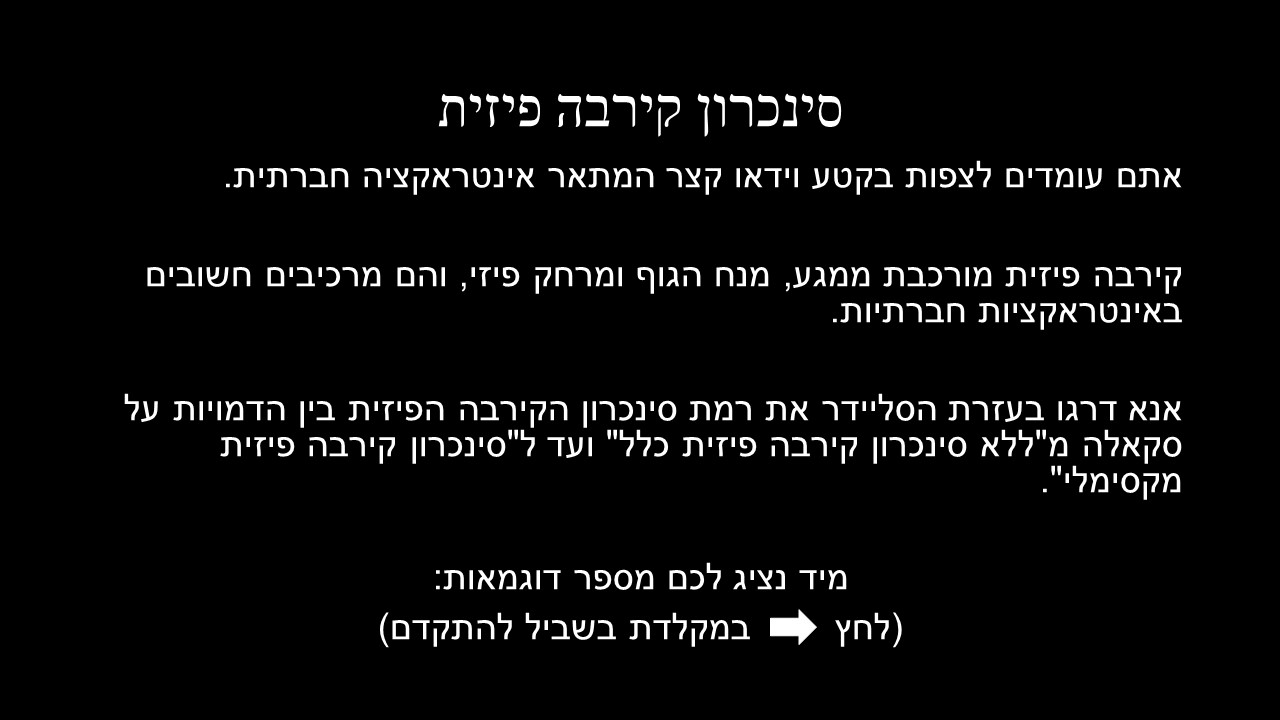 סינכרון קירבה פיזית
אתם עומדים לצפות בקטע וידאו קצר המתאר אינטראקציה חברתית.
קירבה פיזית מורכבת ממגע, מנח הגוף ומרחק פיזי, והם מרכיבים חשובים
באינטראקציות חברתיות.
אנא דרגו בעזרת הסליידר את רמת סינכרון הקירבה הפיזית בין הדמויות על
סקאלה מ"ללא סינכרון קירבה פיזית כלל" ועד ל"סינכרון קירבה פיזית
מקסימלי".
מיד נציג לכם מספר דוגמאות:
(לחץ ➡ במקלדת בשביל להתקדם)